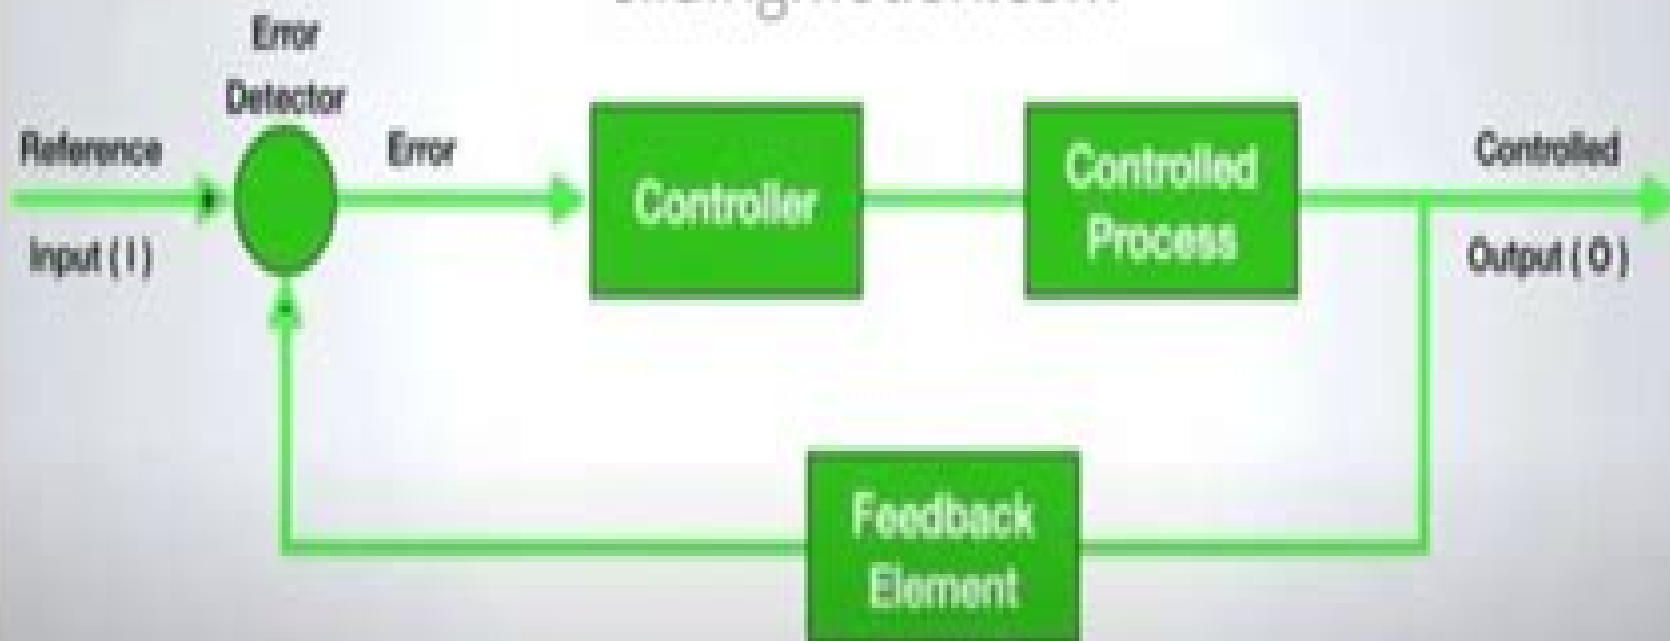 Error
Detector
Reference
Input ( I )
Error
Controller
Controlled
Process
Controlled
Output ( O )
Feedback
Element